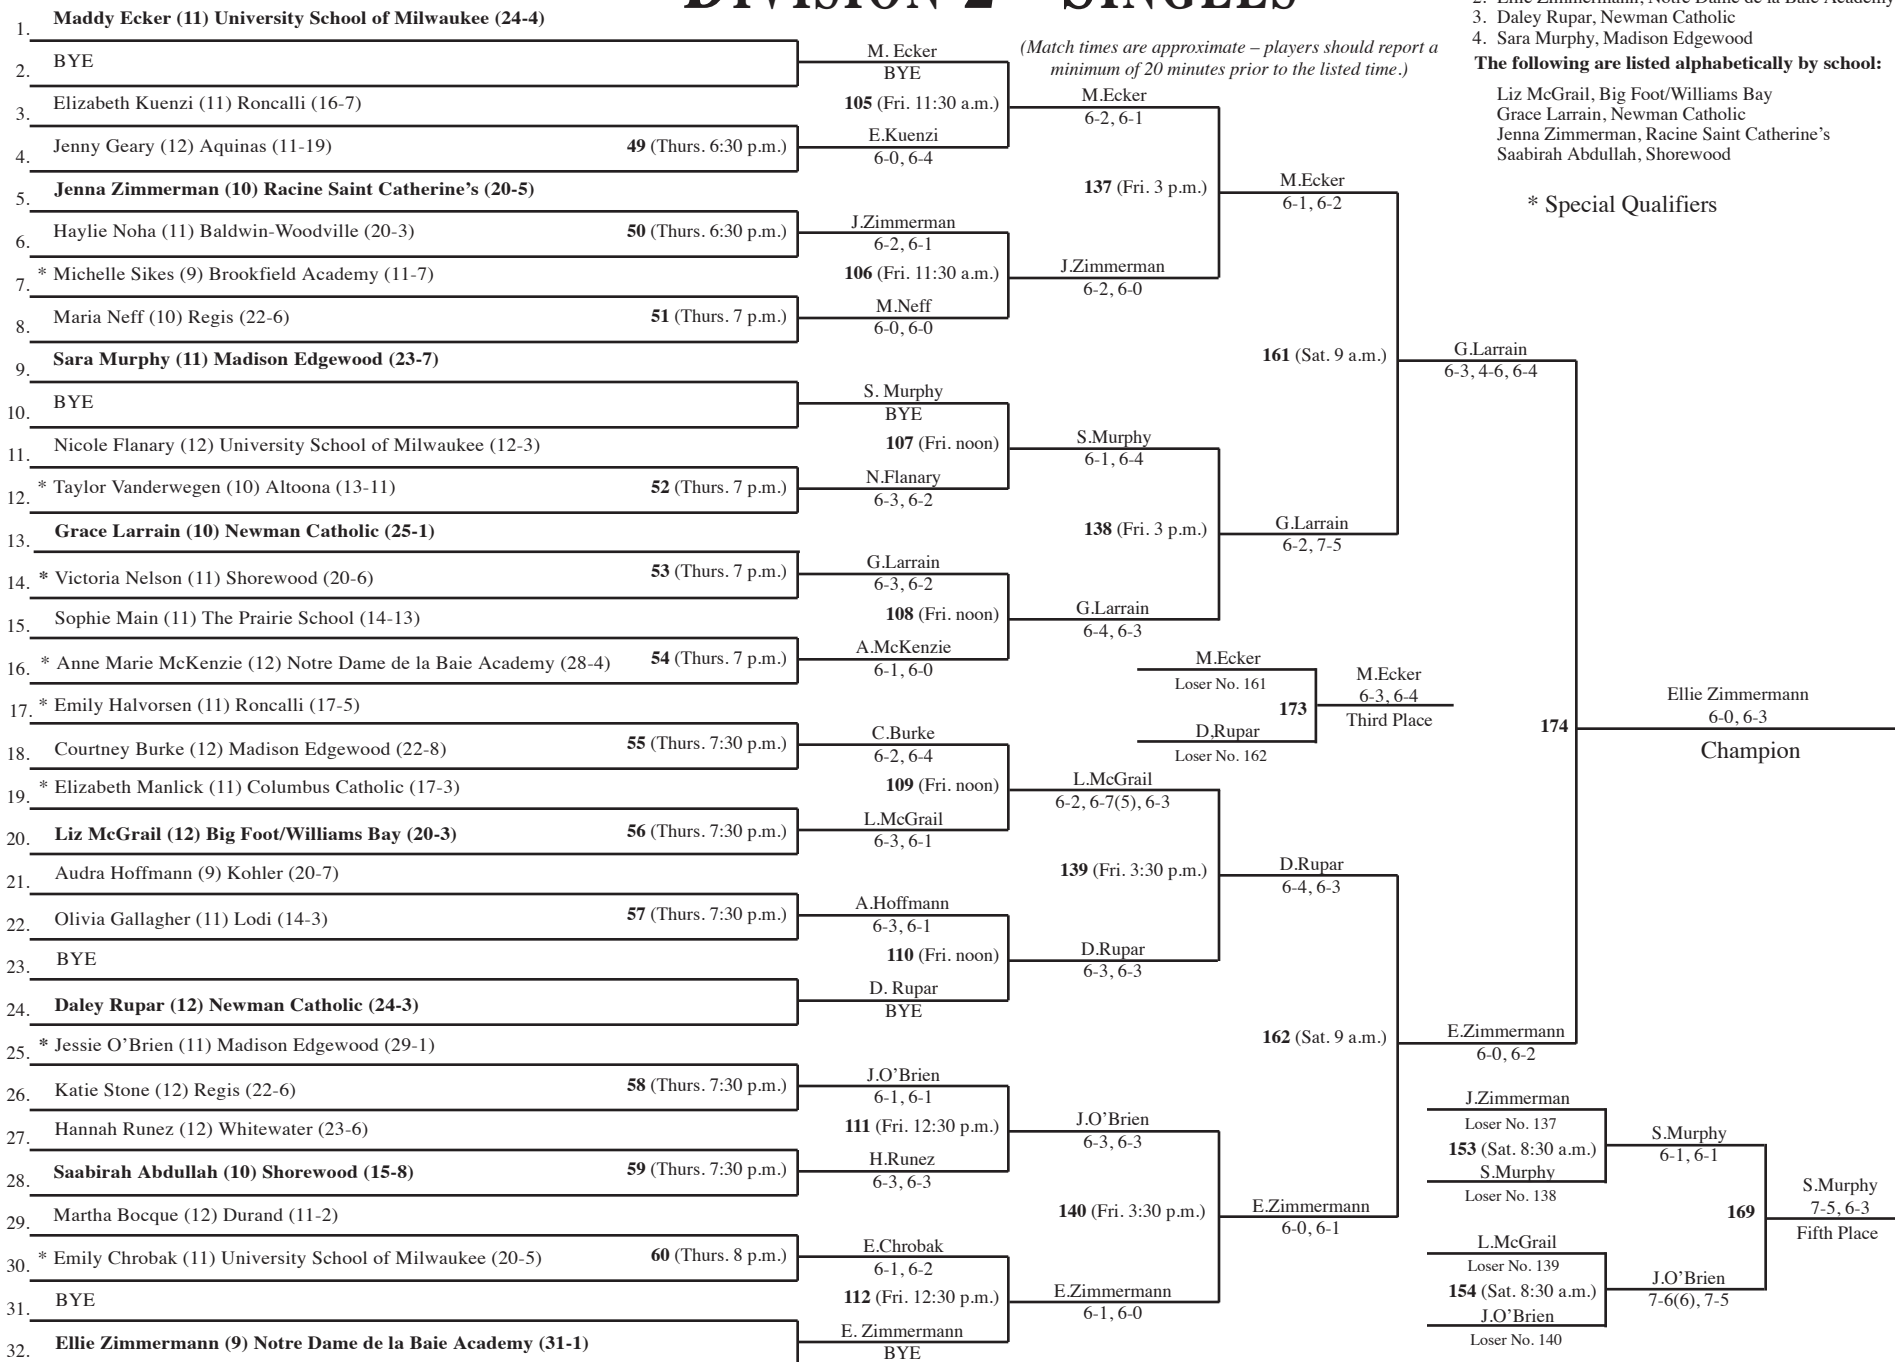 DIVISION 2 SINGLES
(Match times are approximate – players should report a
minimum of 20 minutes prior to the listed time.)
2. Ellie Zimmermann, Notre Dame de la Baie Academy
3. Daley Rupar, Newman Catholic
4. Sara Murphy, Madison Edgewood
The following are listed alphabetically by school:
Liz McGrail, Big Foot/Williams Bay
Grace Larrain, Newman Catholic
Jenna Zimmerman, Racine Saint Catherine's
Saabirah Abdullah, Shorewood
* Special Qualifiers
1. Maddy Ecker (11) University School of Milwaukee (24-4)
2. BYE
3. Elizabeth Kuenzi (11) Roncalli (16-7)
4. Jenny Geary (12) Aquinas (11-19)
49 (Thurs. 6:30 p.m.)
5. Jenna Zimmerman (10) Racine Saint Catherine's (20-5)
6. Haylie Noha (11) Baldwin-Woodville (20-3)
50 (Thurs. 6:30 p.m.)
7. * Michelle Sikes (9) Brookfield Academy (11-7)
8. Maria Neff (10) Regis (22-6)
51 (Thurs. 7 p.m.)
9. Sara Murphy (11) Madison Edgewood (23-7)
10. BYE
11. Nicole Flanary (12) University School of Milwaukee (12-3)
12. * Taylor Vanderwegen (10) Altoona (13-11)
52 (Thurs. 7 p.m.)
13. Grace Larrain (10) Newman Catholic (25-1)
14. * Victoria Nelson (11) Shorewood (20-6)
53 (Thurs. 7 p.m.)
15. Sophie Main (11) The Prairie School (14-13)
16. * Anne Marie McKenzie (12) Notre Dame de la Baie Academy (28-4)
54 (Thurs. 7 p.m.)
17. * Emily Halvorsen (11) Roncalli (17-5)
18. Courtney Burke (12) Madison Edgewood (22-8)
55 (Thurs. 7:30 p.m.)
19. * Elizabeth Manlick (11) Columbus Catholic (17-3)
20. Liz McGrail (12) Big Foot/Williams Bay (20-3)
56 (Thurs. 7:30 p.m.)
21. Audra Hoffmann (9) Kohler (20-7)
22. Olivia Gallagher (11) Lodi (14-3)
57 (Thurs. 7:30 p.m.)
23. BYE
24. Daley Rupar (12) Newman Catholic (24-3)
25. * Jessie O'Brien (11) Madison Edgewood (29-1)
26. Katie Stone (12) Regis (22-6)
58 (Thurs. 7:30 p.m.)
27. Hannah Runez (12) Whitewater (23-6)
28. Saabirah Abdullah (10) Shorewood (15-8)
59 (Thurs. 7:30 p.m.)
29. Martha Bocque (12) Durand (11-2)
30. * Emily Chrobak (11) University School of Milwaukee (20-5)
60 (Thurs. 8 p.m.)
31. BYE
32. Ellie Zimmermann (9) Notre Dame de la Baie Academy (31-1)
M. Ecker
BYE
105 (Fri. 11:30 a.m.)
E.Kuenzi
6-0, 6-4
J.Zimmerman
6-2, 6-1
106 (Fri. 11:30 a.m.)
M.Neff
6-0, 6-0
S. Murphy
BYE
107 (Fri. noon)
N.Flanary
6-3, 6-2
G.Larrain
6-3, 6-2
108 (Fri. noon)
A.McKenzie
6-1, 6-0
C.Burke
6-2, 6-4
109 (Fri. noon)
L.McGrail
6-3, 6-1
A.Hoffmann
6-3, 6-1
110 (Fri. noon)
D. Rupar
BYE
J.O'Brien
6-1, 6-1
111 (Fri. 12:30 p.m.)
H.Runez
6-3, 6-3
E.Chrobak
6-1, 6-2
112 (Fri. 12:30 p.m.)
E. Zimmermann
BYE
M.Ecker
6-2, 6-1
137 (Fri. 3 p.m.)
J.Zimmerman
6-2, 6-0
S.Murphy
6-1, 6-4
138 (Fri. 3 p.m.)
G.Larrain
6-4, 6-3
L.McGrail
6-2, 6-7(5), 6-3
139 (Fri. 3:30 p.m.)
D.Rupar
6-3, 6-3
J.O'Brien
6-3, 6-3
140 (Fri. 3:30 p.m.)
E.Zimmermann
6-1, 6-0
M.Ecker
6-1, 6-2
161 (Sat. 9 a.m.)
G.Larrain
6-2, 7-5
D.Rupar
6-4, 6-3
162 (Sat. 9 a.m.)
E.Zimmermann
6-0, 6-1
G.Larrain
6-3, 4-6, 6-4
174
E.Zimmermann
6-0, 6-2
Ellie Zimmermann
6-0, 6-3
Champion
M.Ecker
Loser No. 161
173
D,Rupar
Loser No. 162
M.Ecker
6-3, 6-4
Third Place
J.Zimmerman
Loser No. 137
153 (Sat. 8:30 a.m.)
S.Murphy
Loser No. 138
S.Murphy
6-1, 6-1
L.McGrail
Loser No. 139
154 (Sat. 8:30 a.m.)
J.O'Brien
Loser No. 140
J.O'Brien
7-6(6), 7-5
169
S.Murphy
7-5, 6-3
Fifth Place